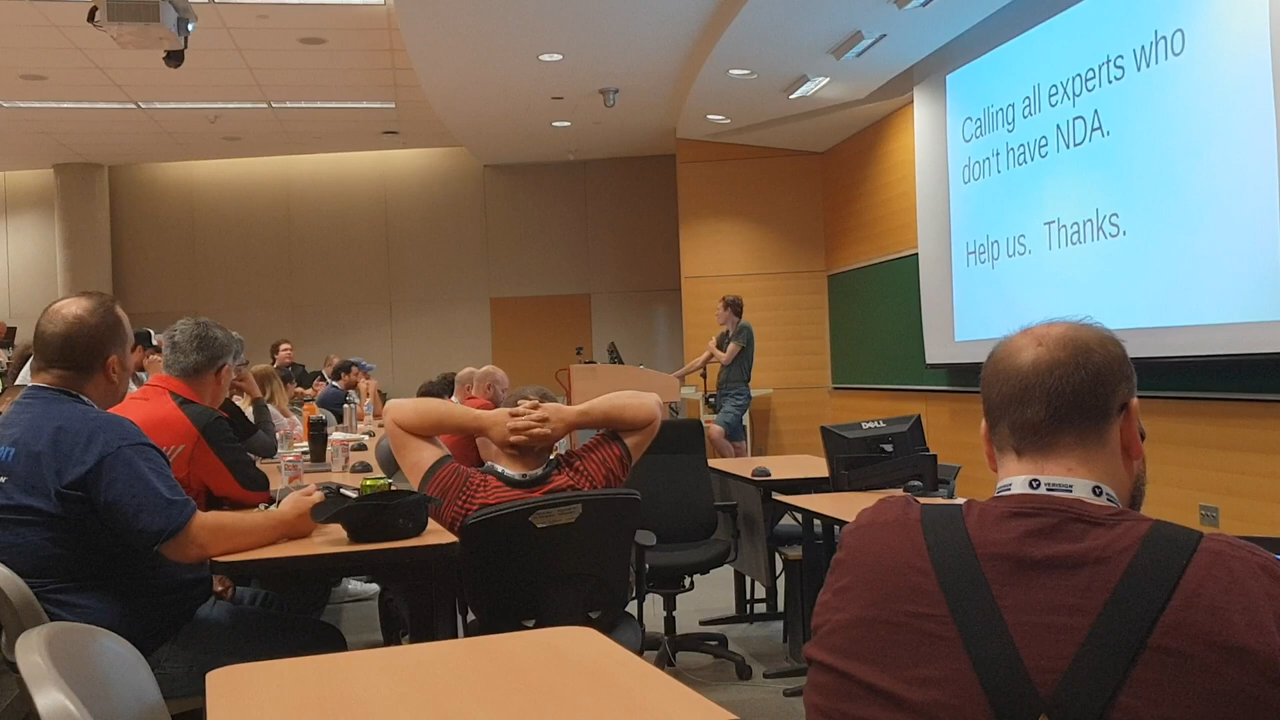 Calling all experts who
don't have NDA.
Help us. Thanks.
DELL
VERISIGN